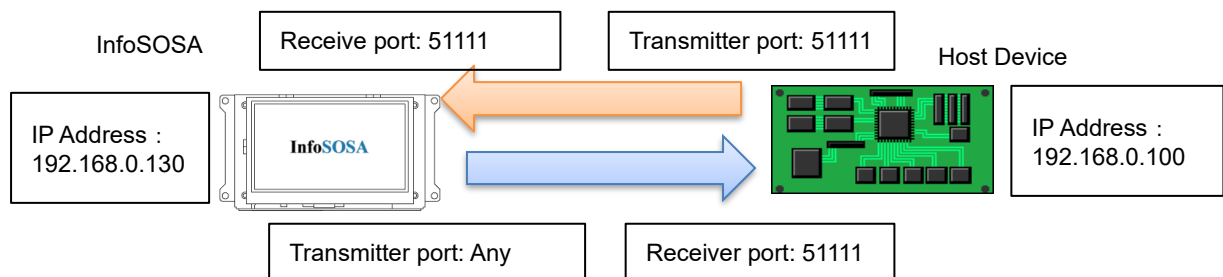 InfoSOSA
Receive port: 51111
Transmitter port: 51111
Host Device
IP Address：
192.168.0.130
InfoSOSA
IP Address：
192.168.0.100
Transmitter port: Any
Receiver port: 51111